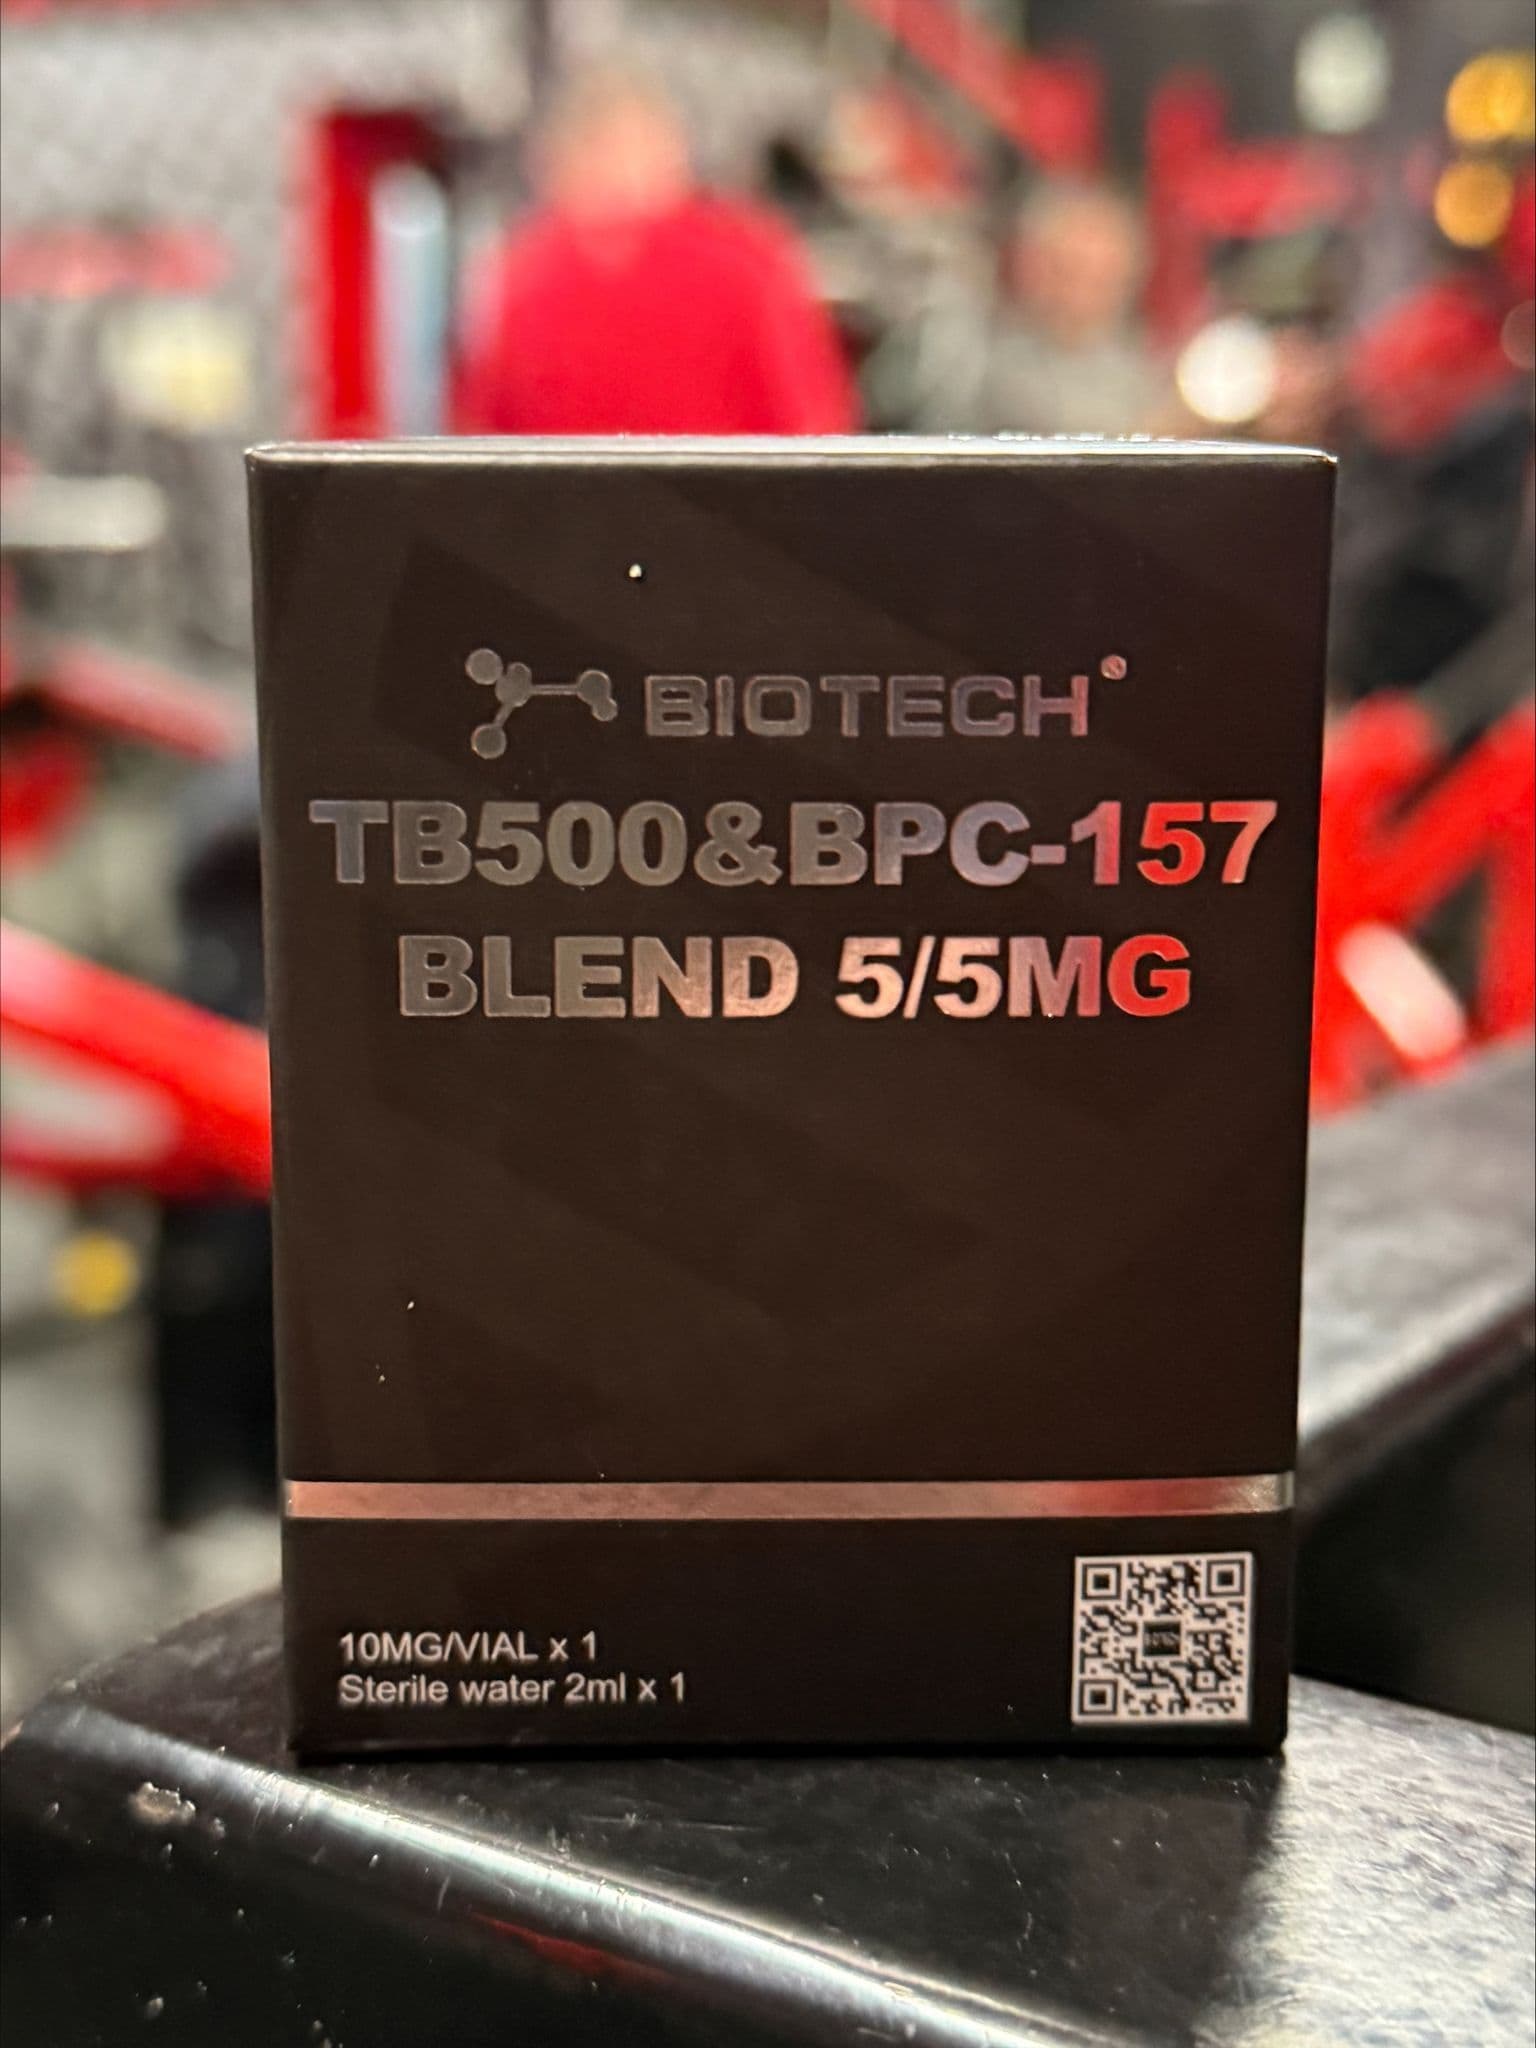 BIOTECH®
TB500&BPC-157
BLEND 5/5MG
10MG/VIAL x 1
Sterile water 2ml x 1